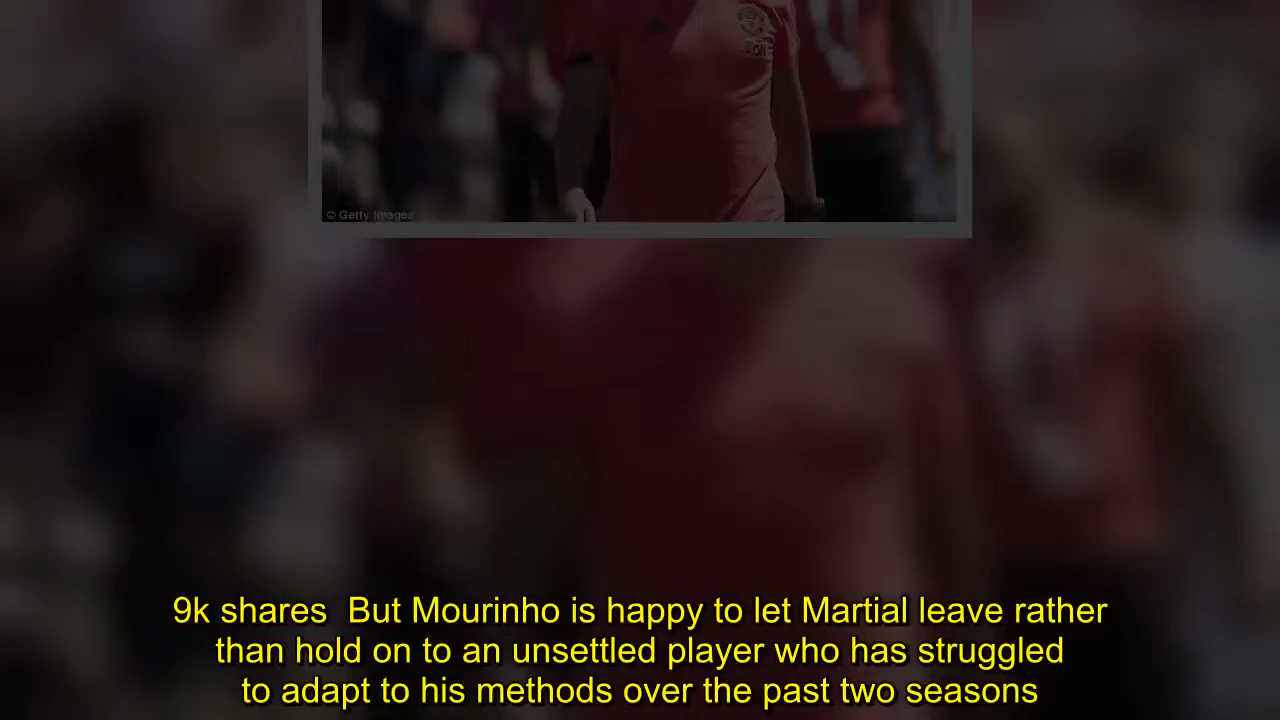 © Getty Images
9k shares  But Mourinho is happy to let Martial leave rather
than hold on to an unsettled player who has struggled
to adapt to his methods over the past two seasons